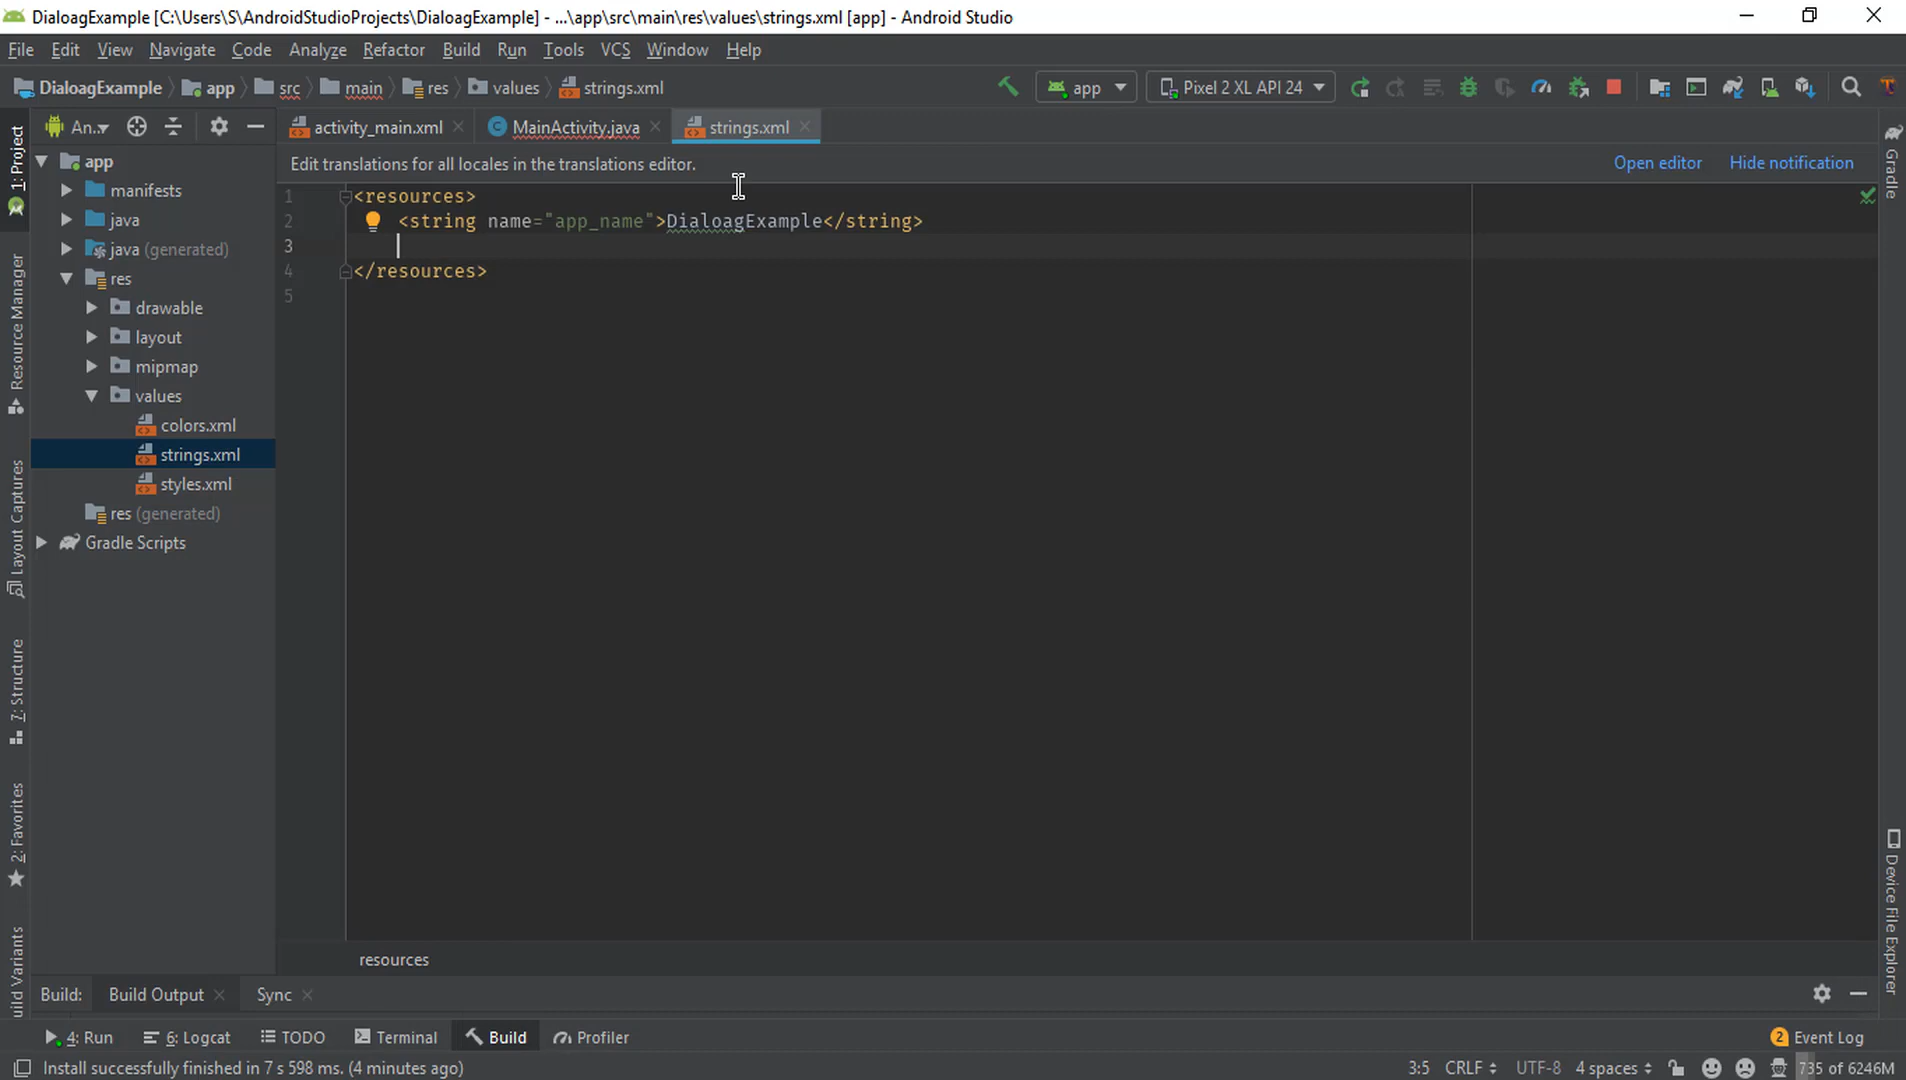 DialoagExample [C:\Users\S\AndroidStudioProjects\DialoagExample] - ...\app\src\main\res\values\strings.xml [app] - Android Studio
File Edit View Navigate Code Analyze Refactor Build Run Tools VCS Window Help
DialoagExample app src main res values strings.xml app Pixel 2 XL API 24
An.. activity_main.xml MainActivity.java strings.xml
Edit translations for all locales in the translations editor. Open editor Hide notification
1: Project
Resource Manager
Layout Captures
7: Structure
2: Favorites
uild Variants
app
manifests
java
java (generated)
res
drawable
layout
mipmap
values
colors.xml
strings.xml
styles.xml
res (generated)
Gradle Scripts
1 <resources>
2 <string name="app_name">DialoagExample</string>
3
4 </resources>
5
Gradle
Device File Explorer
resources
Build: Build Output Sync
4: Run 6: Logcat TODO Terminal Build Profiler 2 Event Log
Install successfully finished in 7 s 598 ms. (4 minutes ago) 3:5 CRLF UTF-8 4 spaces 735 of 6246M